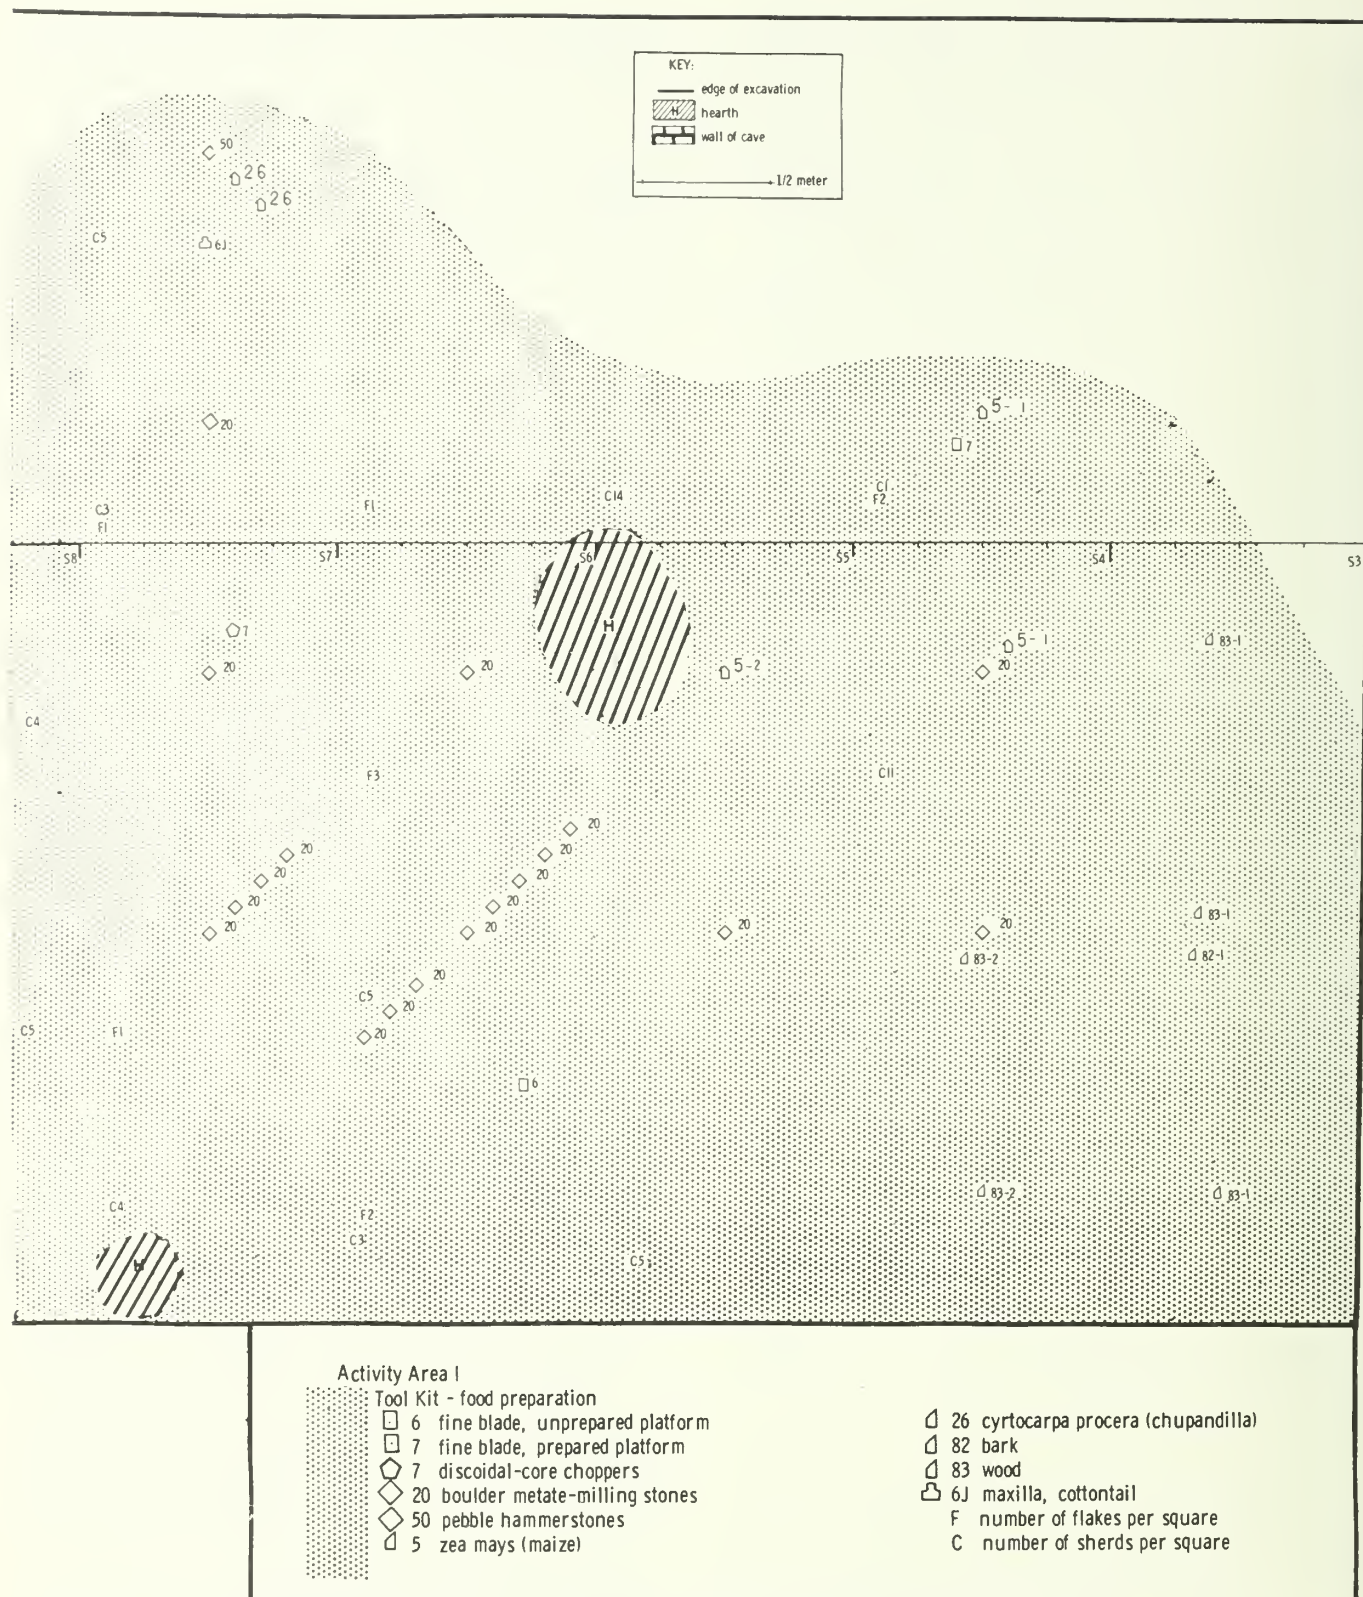 KEY:
edge of excavation
H hearth
wall of cave
1/2 meter
50
26
26
C5
6J
20
5-1
7
C1
F2
C14
F1
C3
F1
S8
S7
S6
S5
S4
S3
H
7
20
20
5-2
5-1
20
83-1
C4
F3
C11
20
20
20
20
20
20
20
20
20
20
20
83-1
83-2
82-1
20
C5
20
20
C5
F1
6
83-2
83-1
C4
F2
C3
C5
H
Activity Area I
Tool Kit - food preparation
6 fine blade, unprepared platform
7 fine blade, prepared platform
7 discoidal-core choppers
20 boulder metate-milling stones
50 pebble hammerstones
5 zea mays (maize)
26 cyrtocarpa procera (chupandilla)
82 bark
83 wood
6J maxilla, cottontail
F number of flakes per square
C number of sherds per square